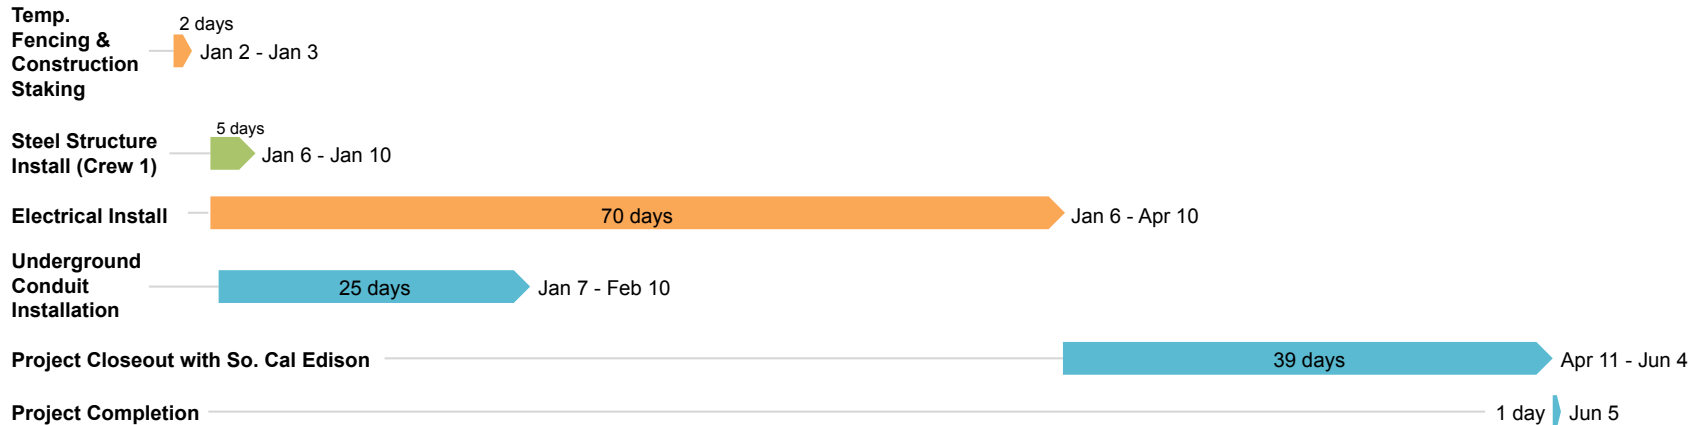 Temp.
Fencing &
Construction
Staking
2 days
Jan 2 - Jan 3
Steel Structure
Install (Crew 1)
5 days
Jan 6 - Jan 10
Electrical Install
70 days
Jan 6 - Apr 10
Underground
Conduit
Installation
25 days
Jan 7 - Feb 10
Project Closeout with So. Cal Edison
39 days
Apr 11 - Jun 4
Project Completion
1 day
Jun 5